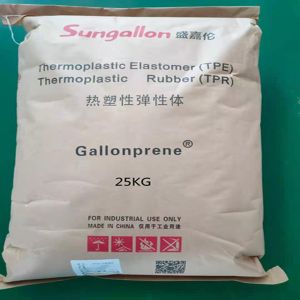 Sungallon 盛嘉伦
Thermoplastic Elastomer (TPE)
Thermoplastic Rubber (TPR)
热塑性弹性体
Gallonprene®
25KG
FOR INDUSTRIAL USE ONLY
MADE IN CHINA 仅用于工业用途